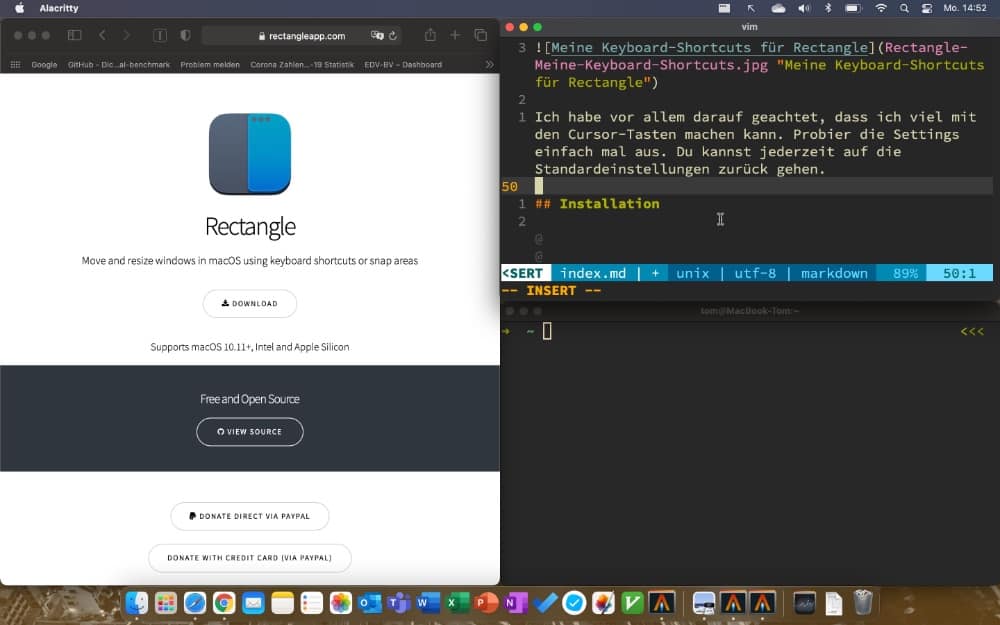 Alacritty
Mo. 14:52
rectangleapp.com
Google
GitHub - Dic...al-benchmark
Problem melden
Corona Zahlen...-19 Statistik
EDV-BV – Dashboard
Rectangle
Move and resize windows in macOS using keyboard shortcuts or snap areas
DOWNLOAD
Supports macOS 10.11+, Intel and Apple Silicon
Free and Open Source
VIEW SOURCE
DONATE DIRECT VIA PAYPAL
DONATE WITH CREDIT CARD (VIA PAYPAL)
vim
3 ![Meine Keyboard-Shortcuts für Rectangle](Rectangle-
Meine-Keyboard-Shortcuts.jpg "Meine Keyboard-Shortcuts
für Rectangle")
2
1 Ich habe vor allem darauf geachtet, dass ich viel mit
den Cursor-Tasten machen kann. Probier die Settings
einfach mal aus. Du kannst jederzeit auf die
Standardeinstellungen zurück gehen.
50
1 ## Installation
2
@
@
<SERT index.md | + unix | utf-8 | markdown 89% 50:1
-- INSERT --
tom@MacBook-Tom:~
➜ ~ <<<